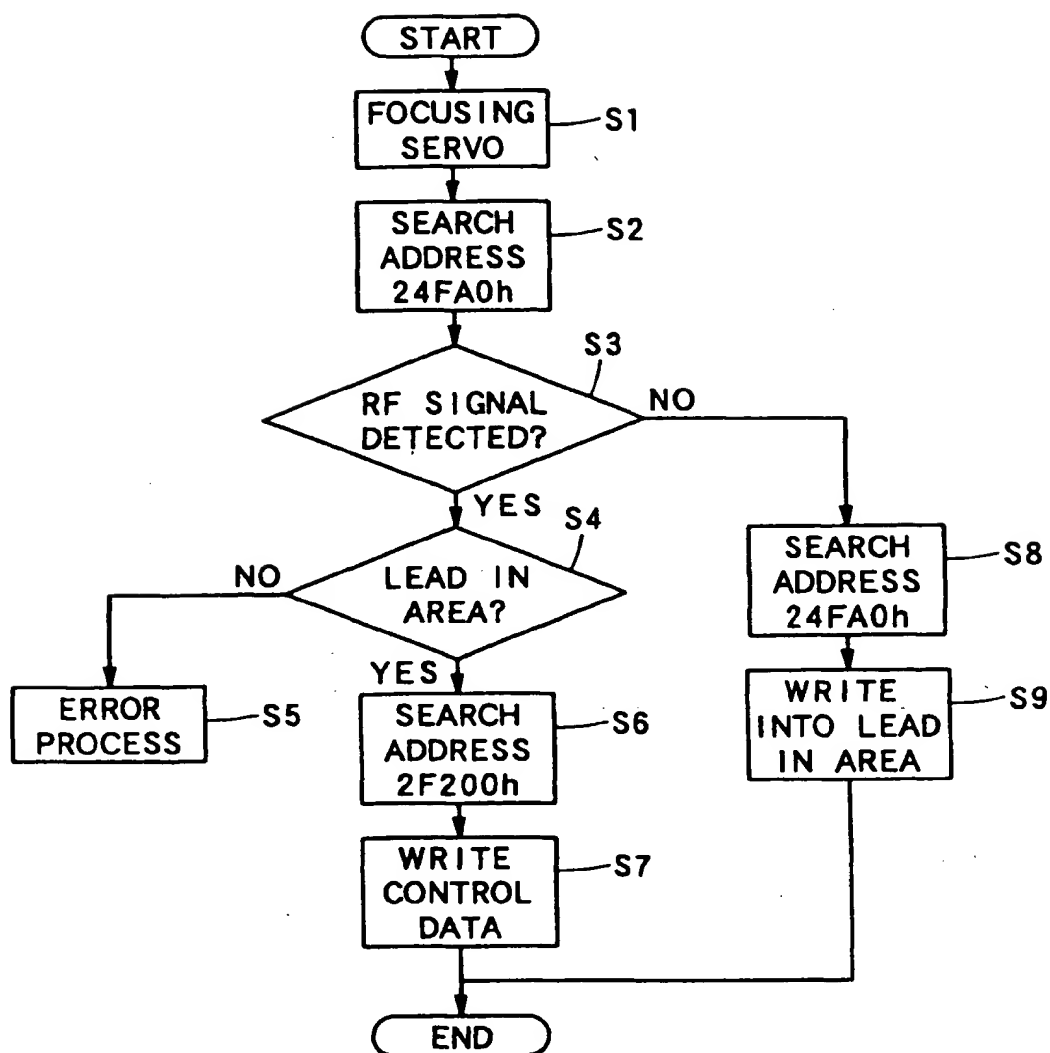 START
FOCUSING
SERVO
S1
SEARCH
ADDRESS
24FA0h
S2
RF SIGNAL
DETECTED?
S3
NO
YES
LEAD IN
AREA?
S4
NO
YES
ERROR
PROCESS
S5
SEARCH
ADDRESS
2F200h
S6
WRITE
CONTROL
DATA
S7
SEARCH
ADDRESS
24FA0h
S8
WRITE
INTO LEAD
IN AREA
S9
END